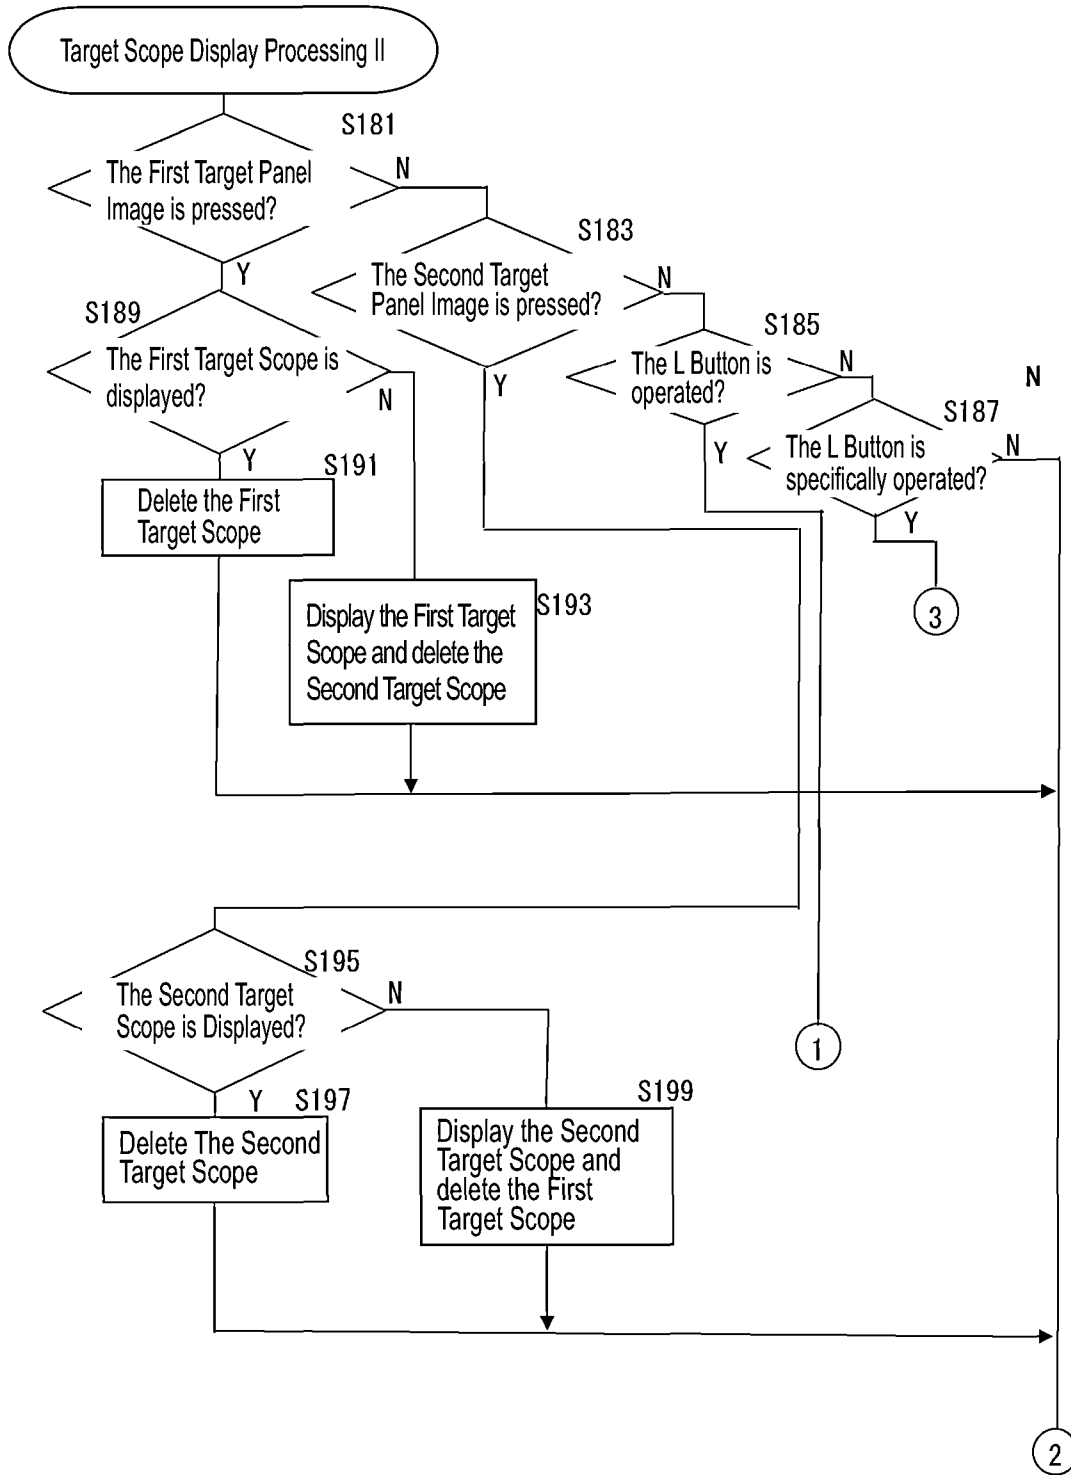 Target Scope Display Processing II
S181
The First Target Panel
Image is pressed?
N
Y
S183
The Second Target
Panel Image is pressed?
N
Y
S185
The L Button is
operated?
N
Y
N
S187
The L Button is
specifically operated?
N
Y
3
S189
The First Target Scope is
displayed?
N
Y
S191
Delete the First
Target Scope
S193
Display the First Target
Scope and delete the
Second Target Scope
S195
The Second Target
Scope is Displayed?
N
Y
1
S197
Delete The Second
Target Scope
S199
Display the Second
Target Scope and
delete the First
Target Scope
2